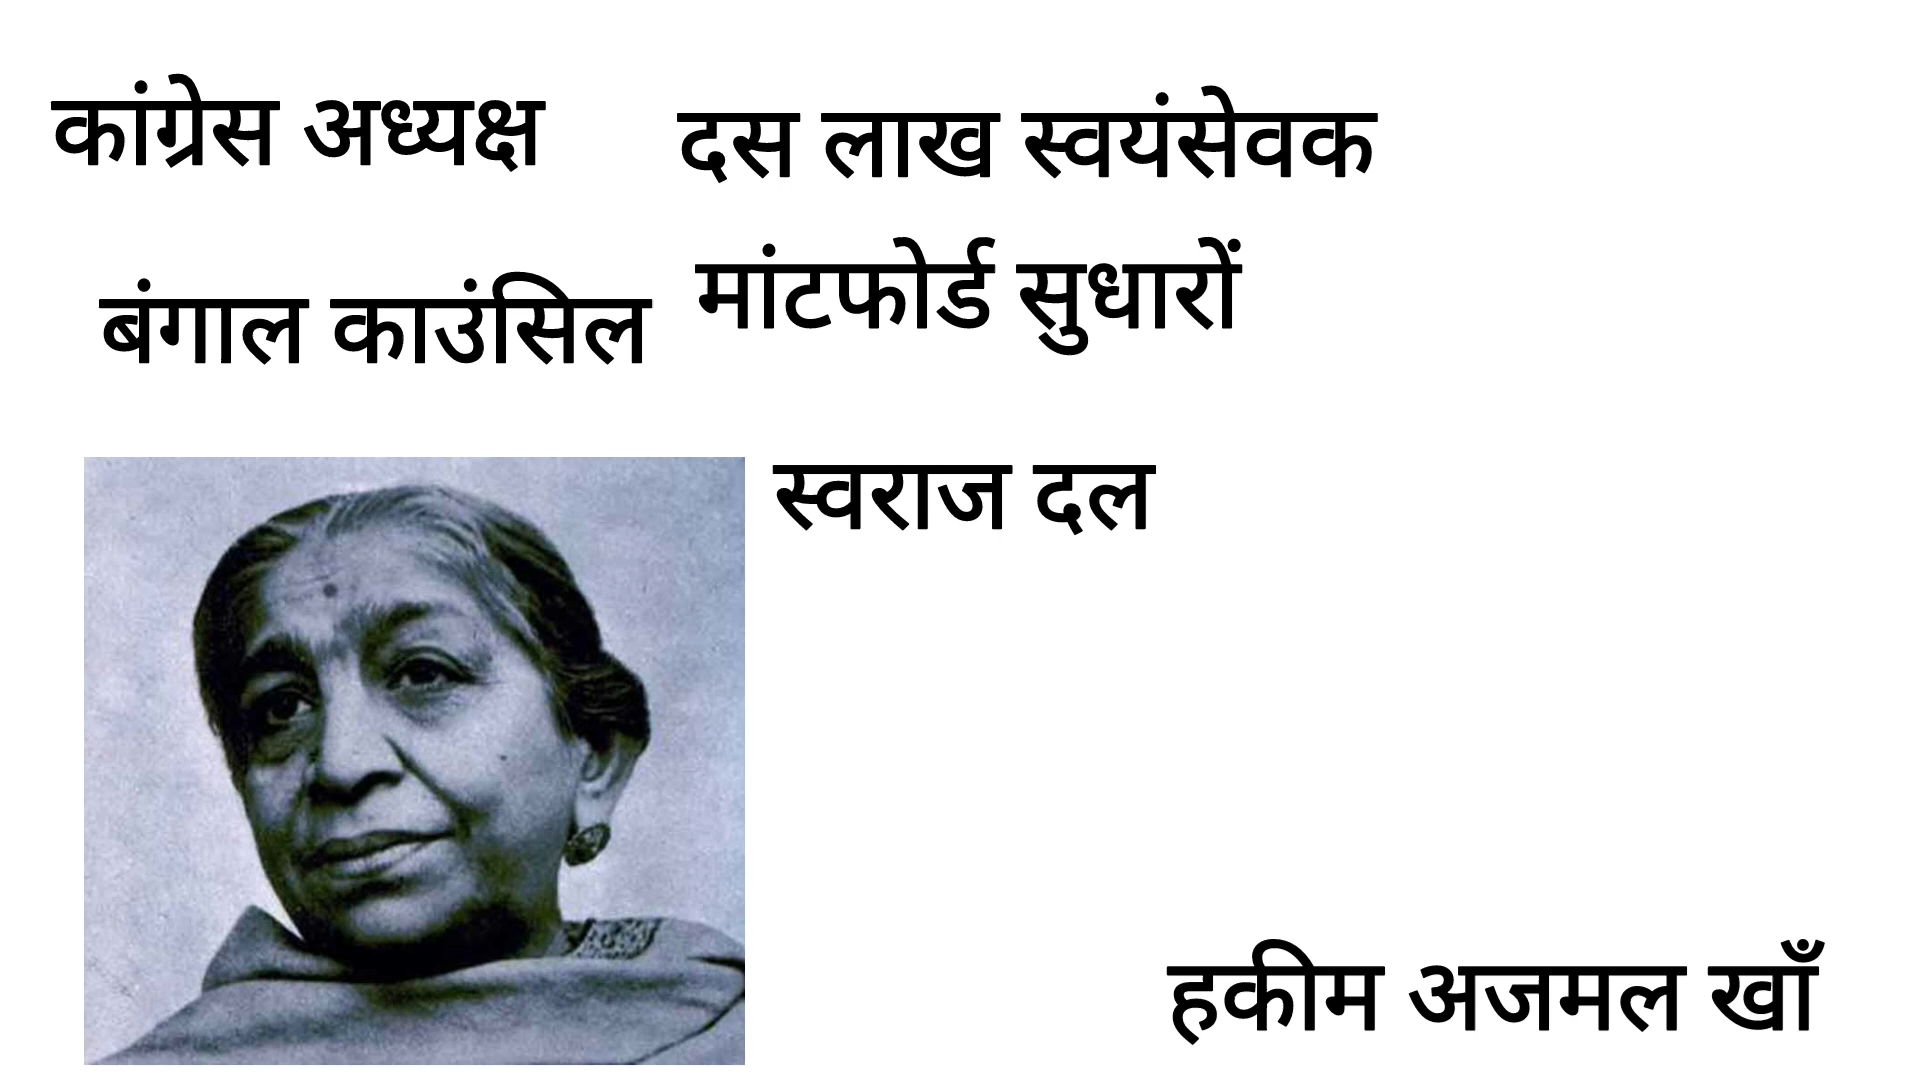 कांग्रेस अध्यक्ष
दस लाख स्वयंसेवक
बंगाल काउंसिल
मांटफोर्ड सुधारों
स्वराज दल
हकीम अजमल खाँ